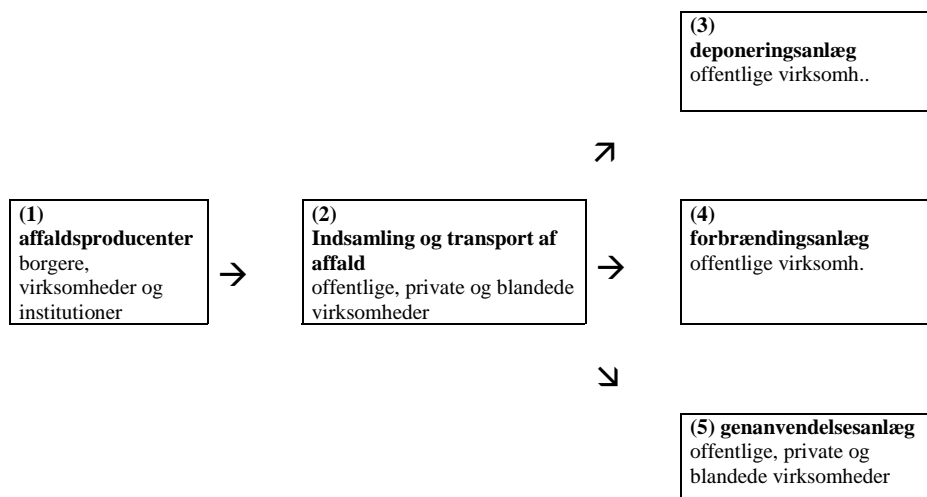 (3)
deponeringsanlæg
offentlige virksomh..
(1)
affaldsproducenter
borgere,
virksomheder og
institutioner
(2)
Indsamling og transport af
affald
offentlige, private og blandede
virksomheder
(4)
forbrændingsanlæg
offentlige virksomh.
(5) genanvendelsesanlæg
offentlige, private og
blandede virksomheder